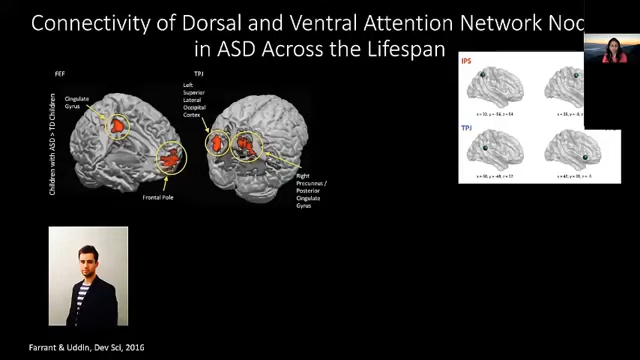 Connectivity of Dorsal and Ventral Attention Network
in ASD Across the Lifespan
FEF
TPJ
Cingulate
Gyrus
Left
Superior
Lateral
Occipital
Cortex
Children with ASD > TD Children
Frontal Pole
Right
Precuneus /
Posterior
Cingulate
Gyrus
IPS
TPJ
Farrant & Uddin, Dev Sci, 2016